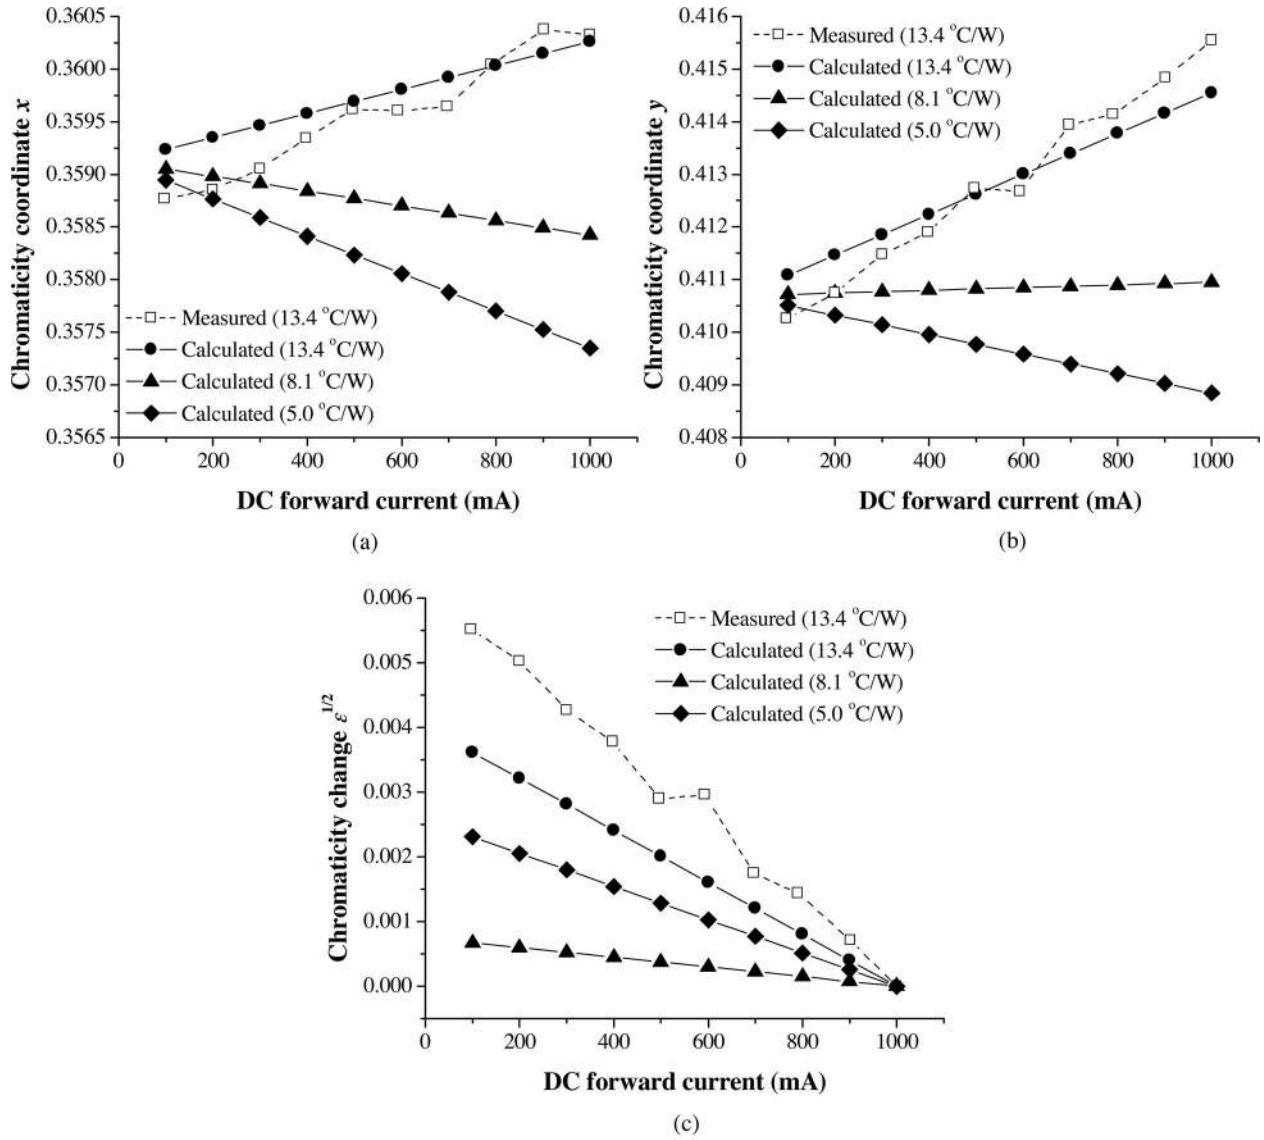 0.3605
0.3600
0.3595
0.3590
0.3585
0.3580
0.3575
0.3570
0.3565
Chromaticity coordinate x
Measured (13.4 °C/W)
Calculated (13.4 °C/W)
Calculated (8.1 °C/W)
Calculated (5.0 °C/W)
0 200 400 600 800 1000
DC forward current (mA)
(a)
0.416
0.415
0.414
0.413
0.412
0.411
0.410
0.409
0.408
Chromaticity coordinate y
Measured (13.4 °C/W)
Calculated (13.4 °C/W)
Calculated (8.1 °C/W)
Calculated (5.0 °C/W)
0 200 400 600 800 1000
DC forward current (mA)
(b)
0.006
0.005
0.004
0.003
0.002
0.001
0.000
Chromaticity change ε^1/2
Measured (13.4 °C/W)
Calculated (13.4 °C/W)
Calculated (8.1 °C/W)
Calculated (5.0 °C/W)
0 200 400 600 800 1000
DC forward current (mA)
(c)